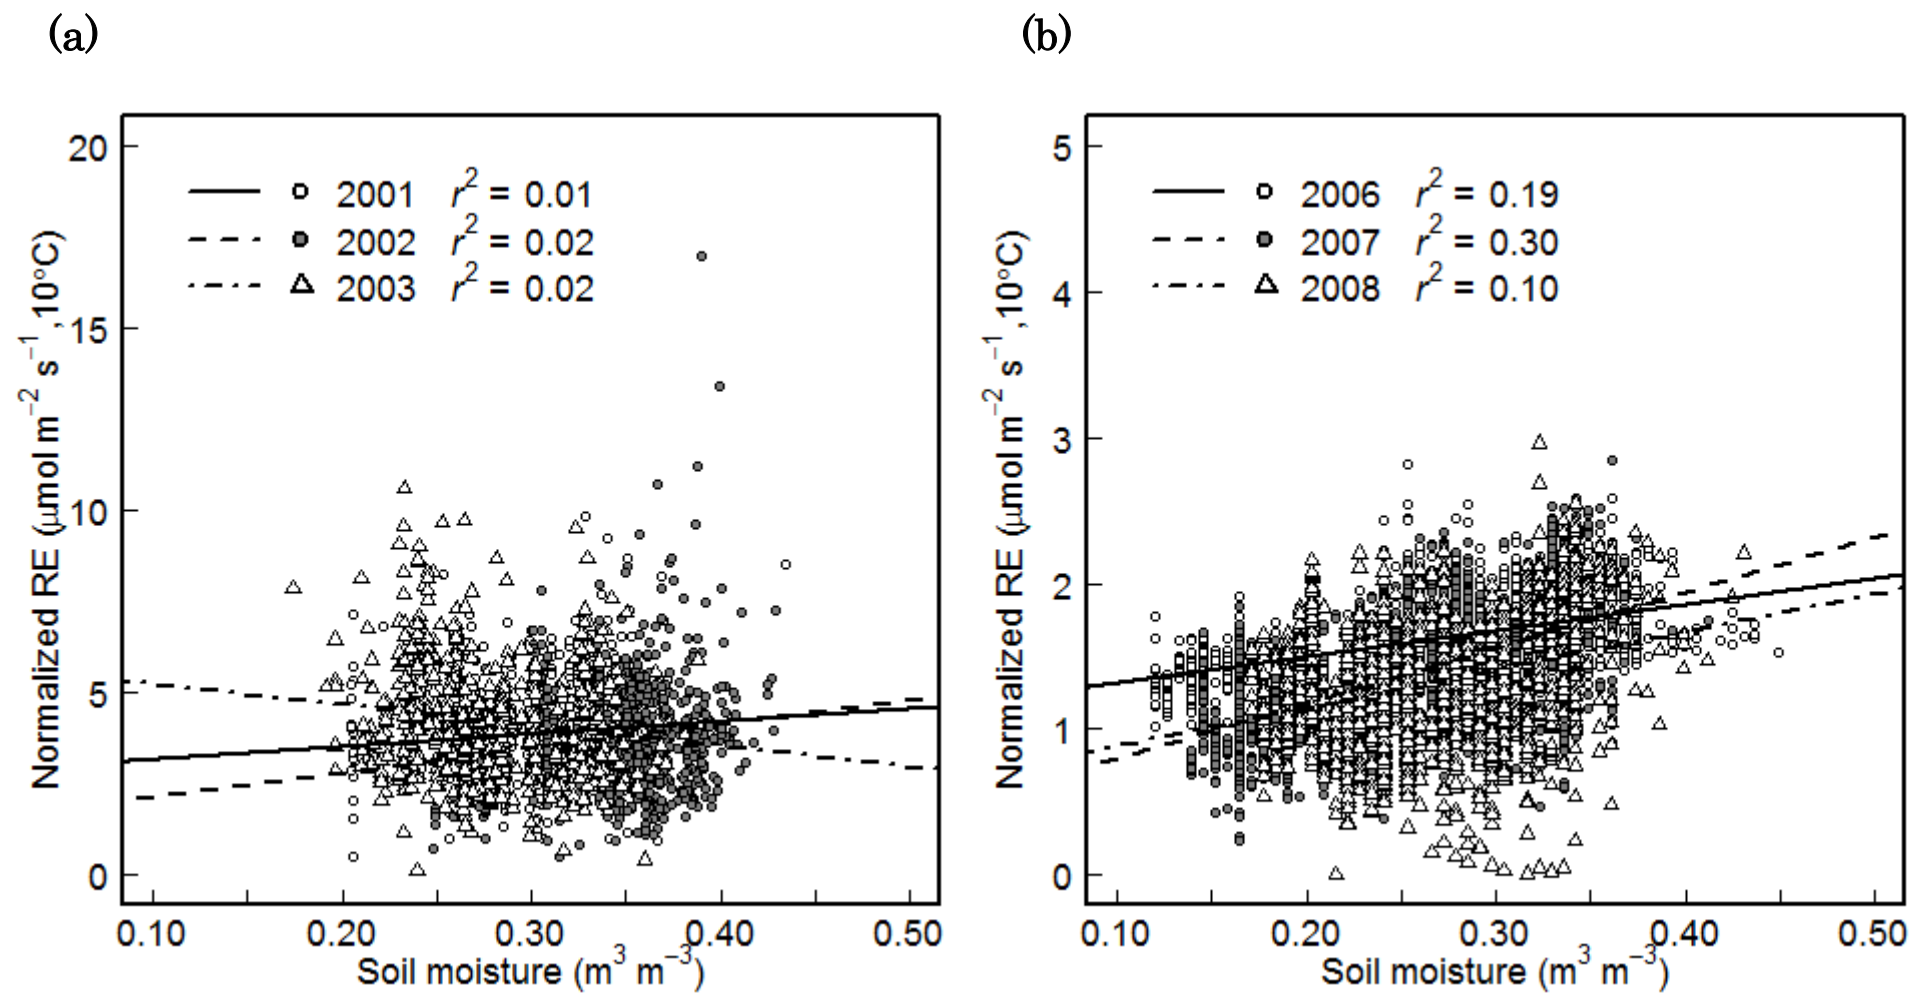 (a)
20
15
10
5
0
0.10 0.20 0.30 0.40 0.50
Soil moisture (m³ m⁻³)
Normalized RE (μmol m⁻² s⁻¹,10°C)
2001 r² = 0.01
2002 r² = 0.02
2003 r² = 0.02
(b)
5
4
3
2
1
0
0.10 0.20 0.30 0.40 0.50
Soil moisture (m³ m⁻³)
Normalized RE (μmol m⁻² s⁻¹,10°C)
2006 r² = 0.19
2007 r² = 0.30
2008 r² = 0.10